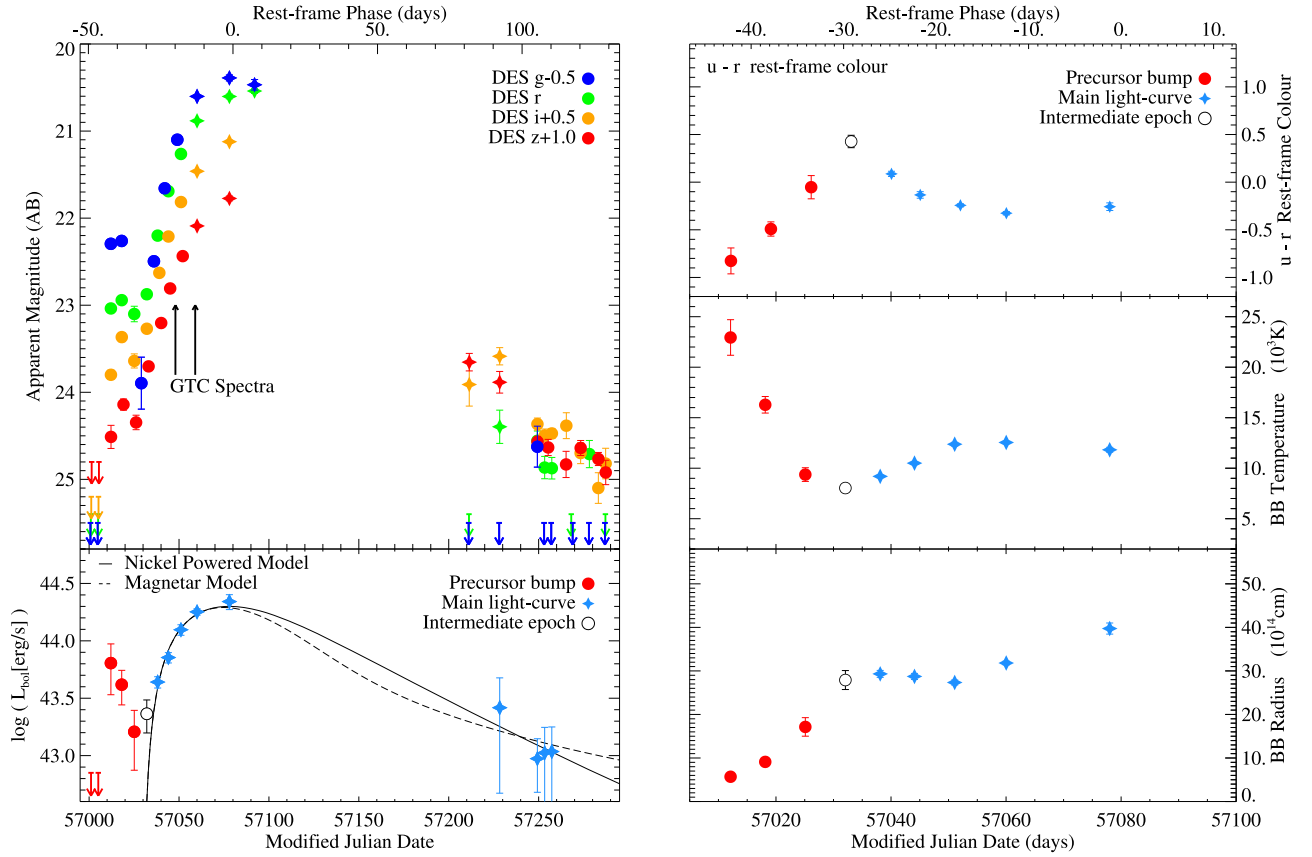 Rest-frame Phase (days)
-50. 0. 50. 100.
20
21
22
23
24
25
Apparent Magnitude (AB)
DES g-0.5
DES r
DES i+0.5
DES z+1.0
GTC Spectra
Nickel Powered Model
Magnetar Model
Precursor bump
Main light-curve
Intermediate epoch
44.5
44.0
43.5
43.0
log ( L_bol[erg/s] )
57000 57050 57100 57150 57200 57250
Modified Julian Date
Rest-frame Phase (days)
-40. -30. -20. -10. 0. 10.
u - r rest-frame colour
Precursor bump
Main light-curve
Intermediate epoch
1.0
0.5
0.0
-0.5
-1.0
u - r Rest-frame Colour
25.
20.
15.
10.
5.
BB Temperature (10³K)
50.
40.
30.
20.
10.
0.
BB Radius (10¹⁴cm)
57020 57040 57060 57080 57100
Modified Julian Date (days)